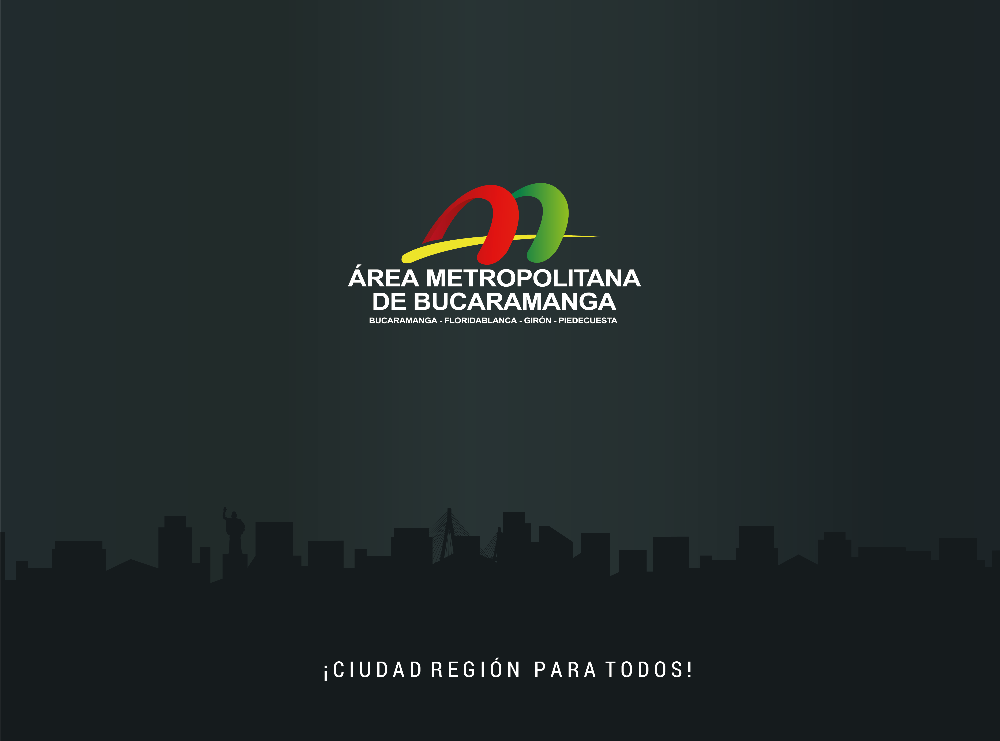 ÁREA METROPOLITANA
DE BUCARAMANGA
BUCARAMANGA - FLORIDABLANCA - GIRÓN - PIEDECUESTA
¡CIUDAD REGIÓN PARA TODOS!